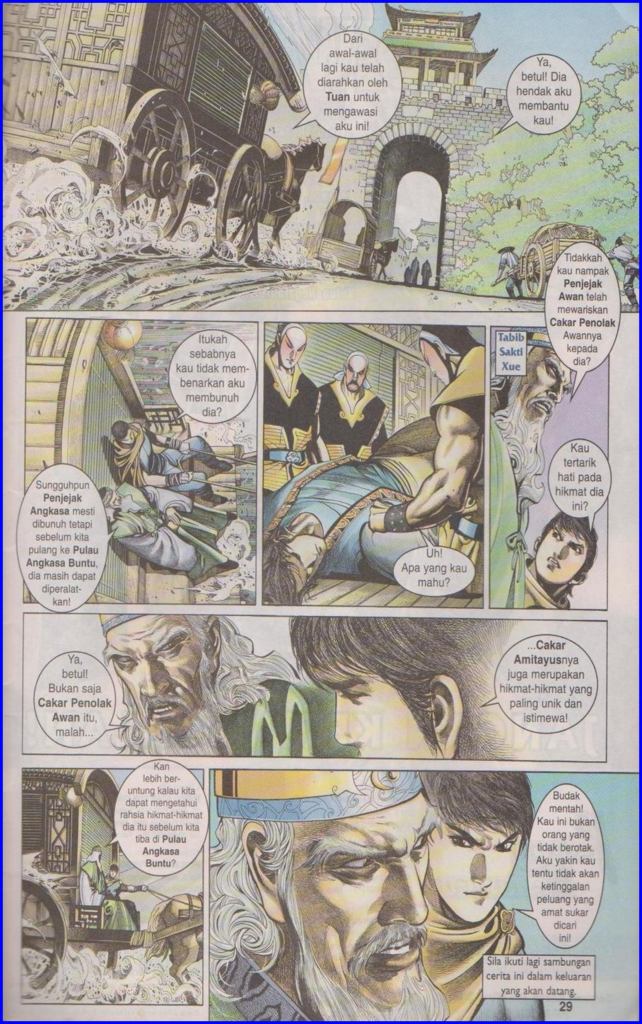 Dari
awal-awal
lagi kau telah
diarahkan oleh
Tuan untuk
mengawasi
aku ini!
Ya,
betul! Dia
hendak aku
membantu
kau!
Tidakkah
kau nampak
Penjejak
Awan telah
mewariskan
Cakar Penolak
Awannya
kepada
dia?
Itukah
sebabnya
kau tidak mem-
benarkan aku
membunuh
dia?
Sungguhpun
Penjejak
Angkasa mesti
dibunuh tetapi
sebelum kita
pulang ke Pulau
Angkasa Buntu,
dia masih dapat
diperalat-
kan!
Uh!
Apa yang kau
mahu?
Tabib
Sakti
Xue
Kau
tertarik
hati pada
hikmat dia
ini?
Ya,
betul!
Bukan saja
Cakar Penolak
Awan itu,
malah...
...Cakar
Amitayusnya
juga merupakan
hikmat-hikmat yang
paling unik dan
istimewa!
Kan
lebih ber-
untung kalau kita
dapat mengetahui
rahsia hikmat-hikmat
dia itu sebelum kita
tiba di Pulau
Angkasa
Buntu?
Budak
mentah!
Kau ini bukan
orang yang
tidak berotak.
Aku yakin kau
tentu tidak akan
ketinggalan
peluang yang
amat sukar
dicari
ini!
Sila ikuti lagi sambungan
cerita ini dalam keluaran
yang akan datang.
29